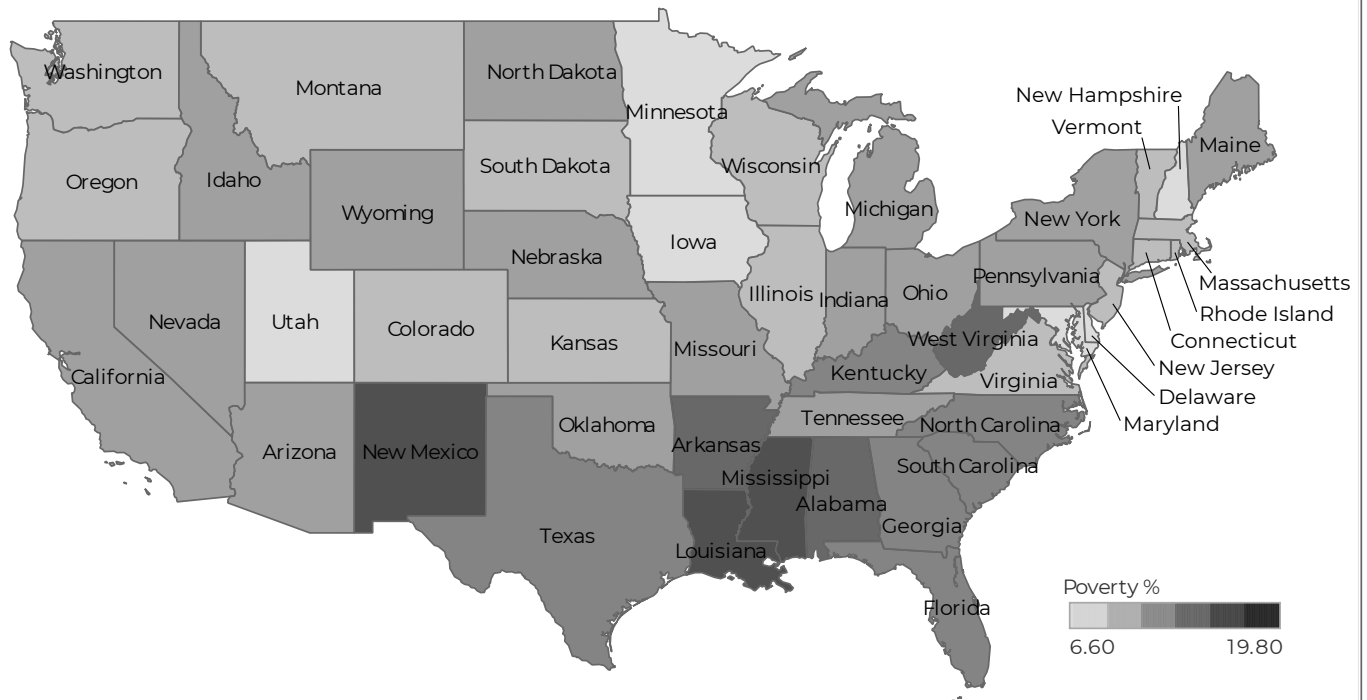 Washington
North Dakota
Montana
Minnesota
New Hampshire
Vermont
Maine
Oregon
Idaho
South Dakota
Wisconsin
Wyoming
Michigan
New York
Iowa
Nebraska
Pennsylvania
Massachusetts
Nevada
Utah
Colorado
Illinois
Indiana
Ohio
Rhode Island
Kansas
Missouri
West Virginia
Connecticut
California
Kentucky
Virginia
New Jersey
Delaware
Oklahoma
Tennessee
North Carolina
Maryland
Arizona
New Mexico
Arkansas
South Carolina
Mississippi
Alabama
Texas
Georgia
Louisiana
Florida
Poverty %
6.60 19.80